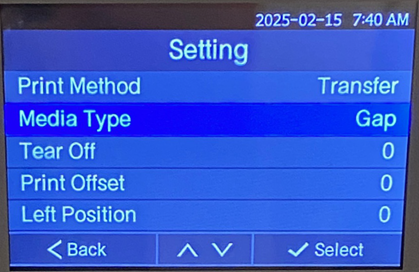 2025-02-15 7:40 AM
Setting
Print Method Transfer
Media Type Gap
Tear Off 0
Print Offset 0
Left Position 0
Back Select